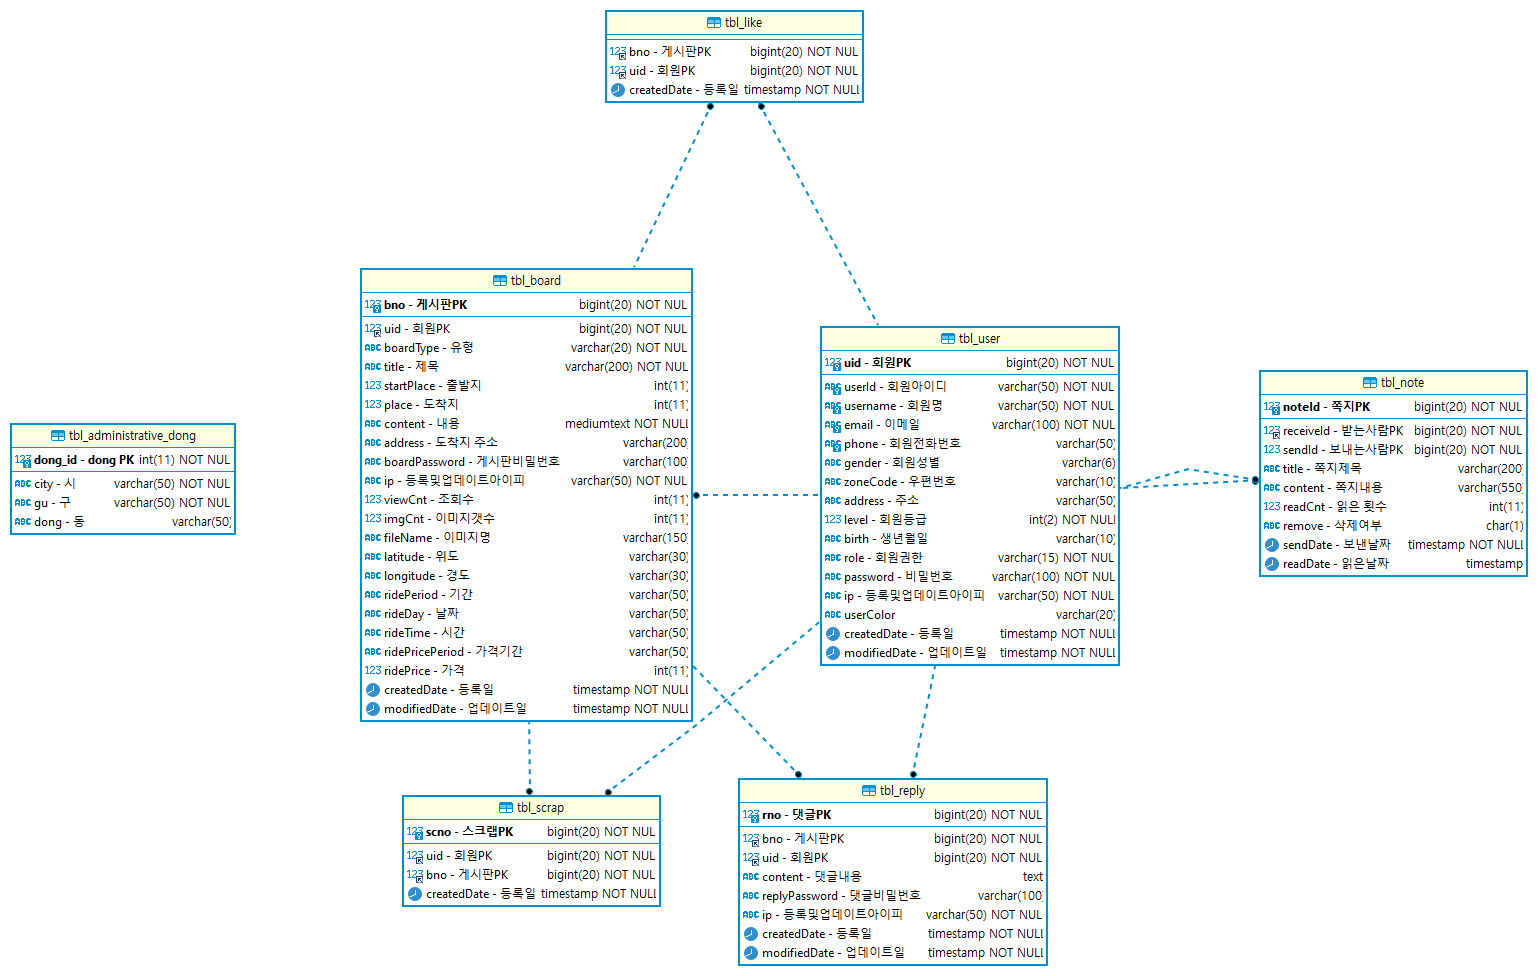 tbl_like
bno - 게시판PK bigint(20) NOT NUL
uid - 회원PK bigint(20) NOT NUL
createdDate - 등록일 timestamp NOT NULL
tbl_board
bno - 게시판PK bigint(20) NOT NUL
uid - 회원PK bigint(20) NOT NUL
boardType - 유형 varchar(20) NOT NUL
title - 제목 varchar(200) NOT NUL
startPlace - 출발지 int(11)
place - 도착지 int(11)
content - 내용 mediumtext NOT NULL
address - 도착지 주소 varchar(200)
boardPassword - 게시판비밀번호 varchar(100)
ip - 등록및업데이트아이피 varchar(50) NOT NUL
viewCnt - 조회수 int(11)
imgCnt - 이미지갯수 int(11)
fileName - 이미지명 varchar(150)
latitude - 위도 varchar(30)
longitude - 경도 varchar(30)
ridePeriod - 기간 varchar(50)
rideDay - 날짜 varchar(50)
rideTime - 시간 varchar(50)
ridePricePeriod - 가격기간 varchar(50)
ridePrice - 가격 int(11)
createdDate - 등록일 timestamp NOT NULL
modifiedDate - 업데이트일 timestamp NOT NULL
tbl_user
uid - 회원PK bigint(20) NOT NUL
userId - 회원아이디 varchar(50) NOT NUL
username - 회원명 varchar(50) NOT NUL
email - 이메일 varchar(100) NOT NUL
phone - 회원전화번호 varchar(50)
gender - 회원성별 varchar(6)
zoneCode - 우편번호 varchar(10)
address - 주소 varchar(50)
level - 회원등급 int(2) NOT NUL
birth - 생년월일 varchar(10)
role - 회원권한 varchar(15) NOT NUL
password - 비밀번호 varchar(100) NOT NUL
ip - 등록및업데이트아이피 varchar(50) NOT NUL
userColor varchar(20)
createdDate - 등록일 timestamp NOT NULL
modifiedDate - 업데이트일 timestamp NOT NULL
tbl_note
noteId - 쪽지PK bigint(20) NOT NUL
receiveId - 받는사람PK bigint(20) NOT NUL
sendId - 보내는사람PK bigint(20) NOT NUL
title - 쪽지제목 varchar(200)
content - 쪽지내용 varchar(550)
readCnt - 읽은 횟수 int(11)
remove - 삭제여부 char(1)
sendDate - 보낸날짜 timestamp NOT NULL
readDate - 읽은날짜 timestamp
tbl_administrative_dong
dong_id - dong PK int(11) NOT NUL
city - 시 varchar(50) NOT NUL
gu - 구 varchar(50) NOT NUL
dong - 동 varchar(50)
tbl_scrap
scno - 스크랩PK bigint(20) NOT NUL
uid - 회원PK bigint(20) NOT NUL
bno - 게시판PK bigint(20) NOT NUL
createdDate - 등록일 timestamp NOT NULL
tbl_reply
rno - 댓글PK bigint(20) NOT NUL
bno - 게시판PK bigint(20) NOT NUL
uid - 회원PK bigint(20) NOT NUL
content - 댓글내용 text
replyPassword - 댓글비밀번호 varchar(100)
ip - 등록및업데이트아이피 varchar(50) NOT NUL
createdDate - 등록일 timestamp NOT NULL
modifiedDate - 업데이트일 timestamp NOT NULL